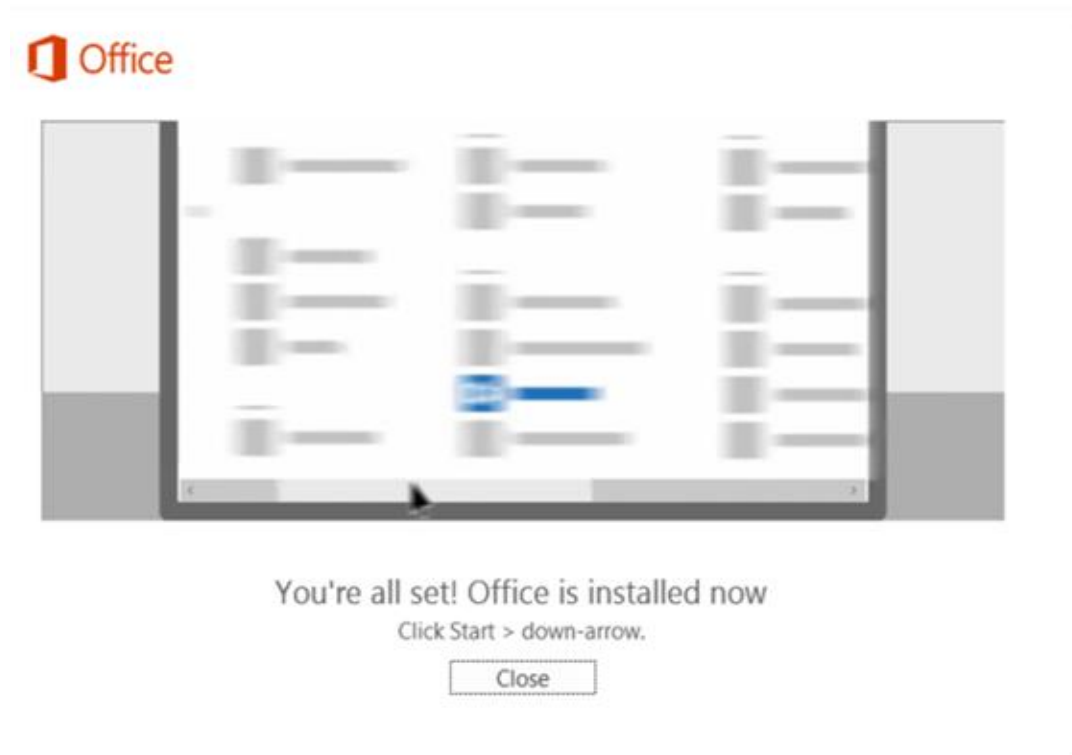 Office
You're all set! Office is installed now
Click Start > down-arrow.
Close